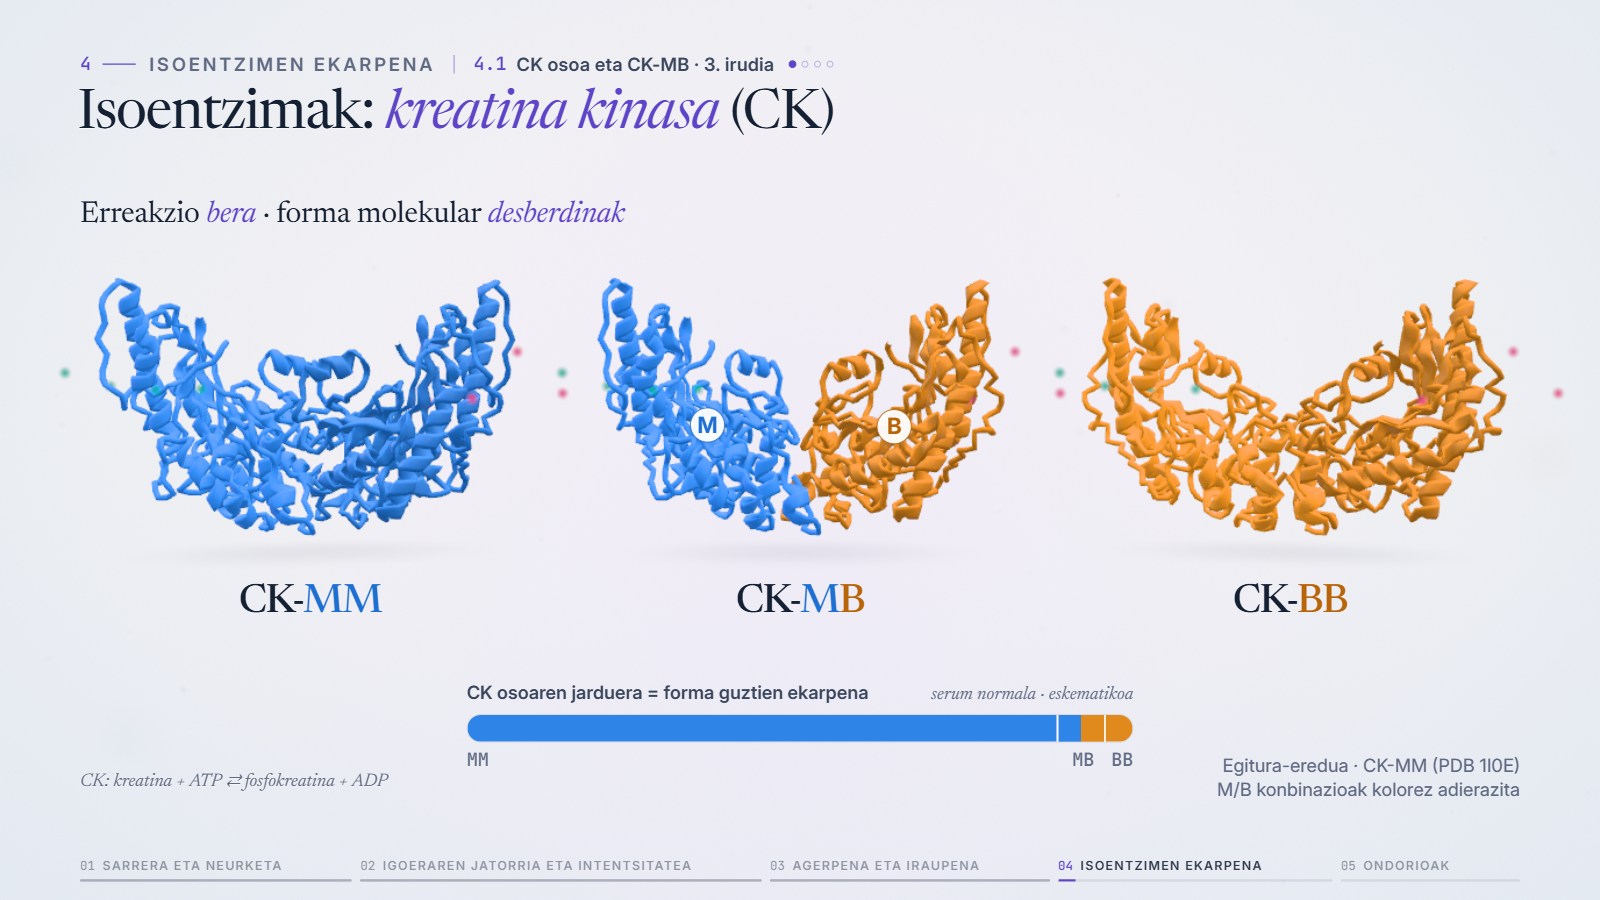 4 — ISOENTZIMEN EKARPENA | 4.1 CK osoa eta CK-MB · 3. irudia
Isoentzimak: kreatina kinasa (CK)
Erreakzio bera · forma molekular desberdinak
M B
CK-MM CK-MB CK-BB
CK osoaren jarduera = forma guztien ekarpena serum normala · eskematikoa
MM MB BB
CK: kreatina + ATP ⇄ fosfokreatina + ADP
Egitura-eredua · CK-MM (PDB 1I0E)
M/B konbinazioak kolorez adierazita
01 SARRERA ETA NEURKETA 02 IGOERAREN JATORRIA ETA INTENTSITATEA 03 AGERPENA ETA IRAUPENA 04 ISOENTZIMEN EKARPENA 05 ONDORIOAK